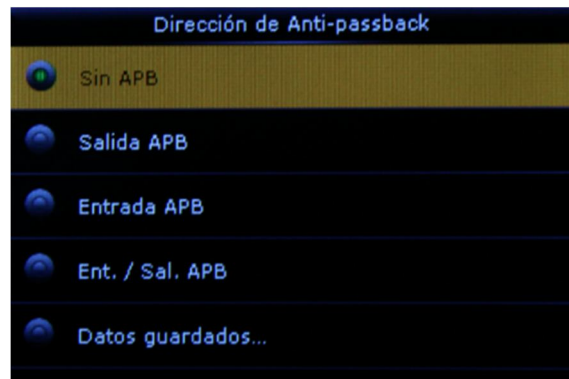 Dirección de Anti-passback
Sin APB
Salida APB
Entrada APB
Ent. / Sal. APB
Datos guardados...